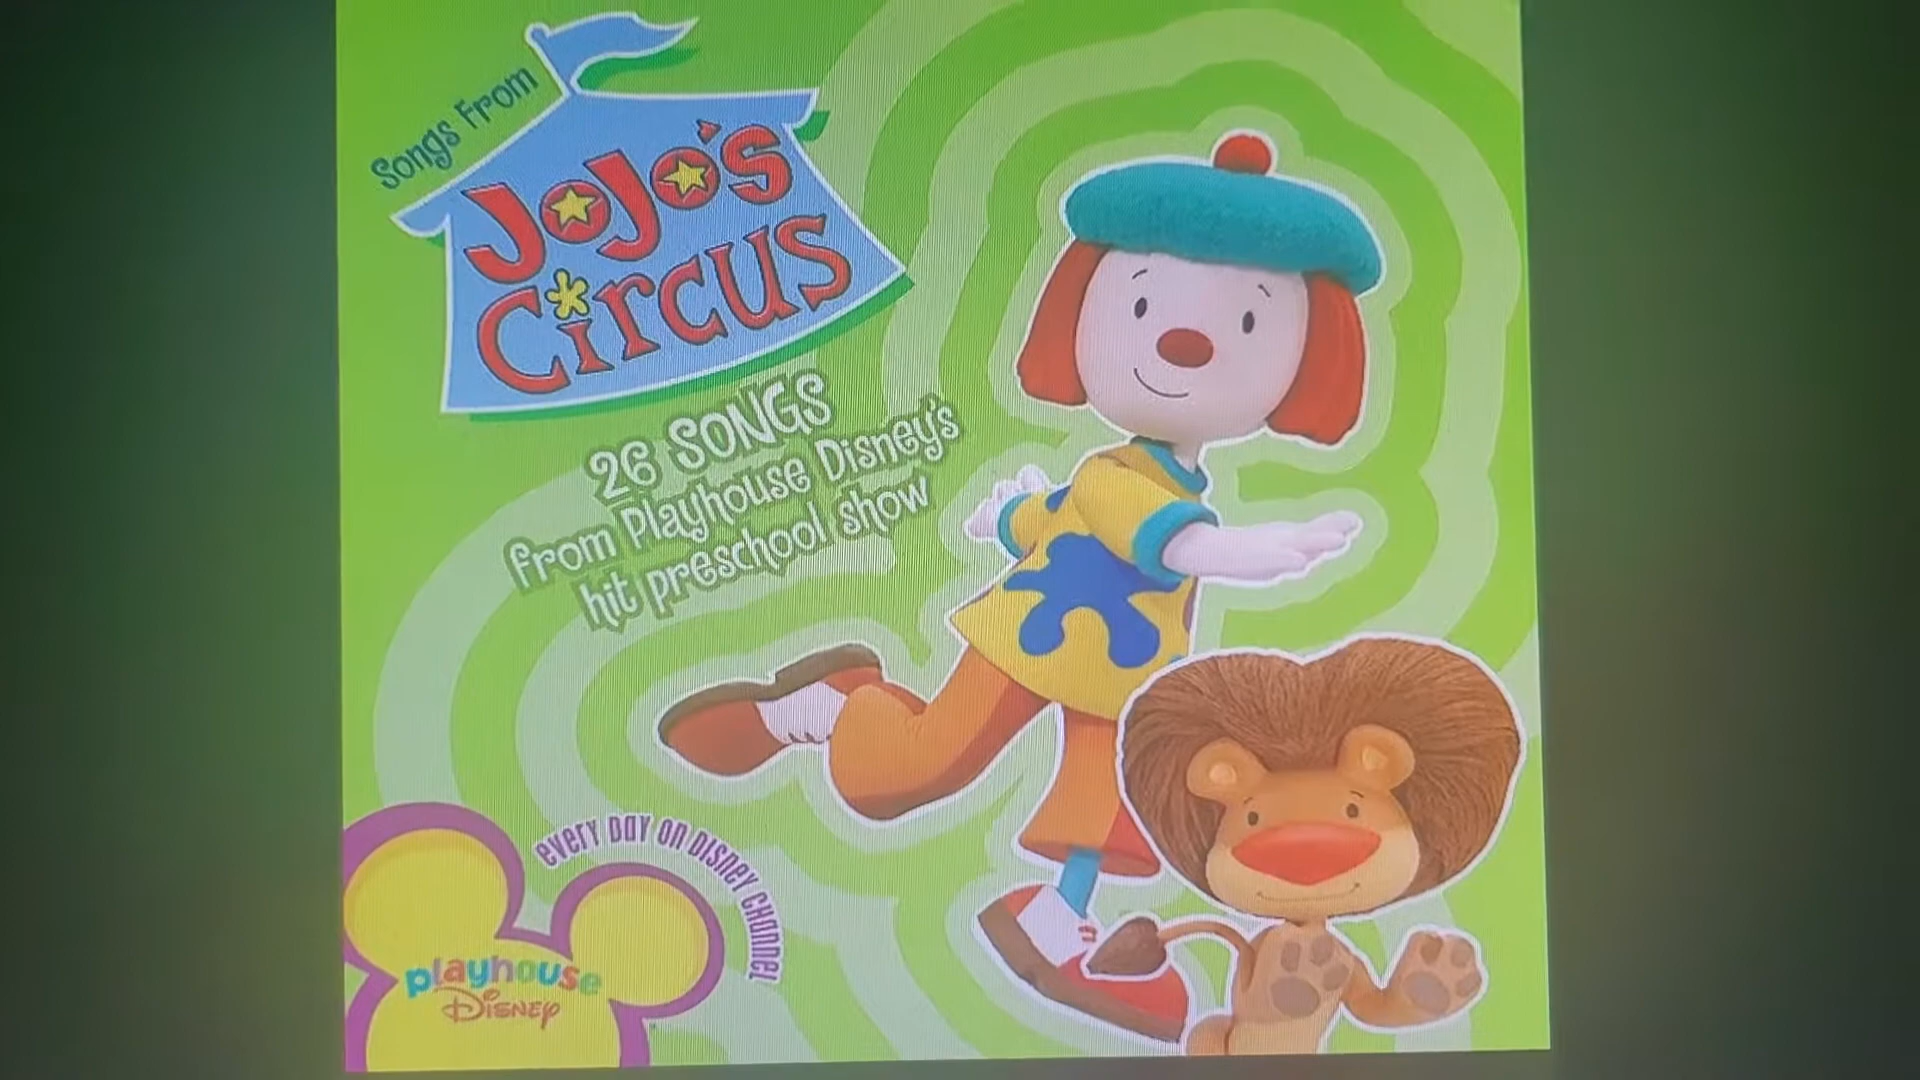 Songs From
JoJo's
Circus
26 SONGS
from Playhouse Disney's
hit preschool show
every day on Disney Channel
playhouse
Disney